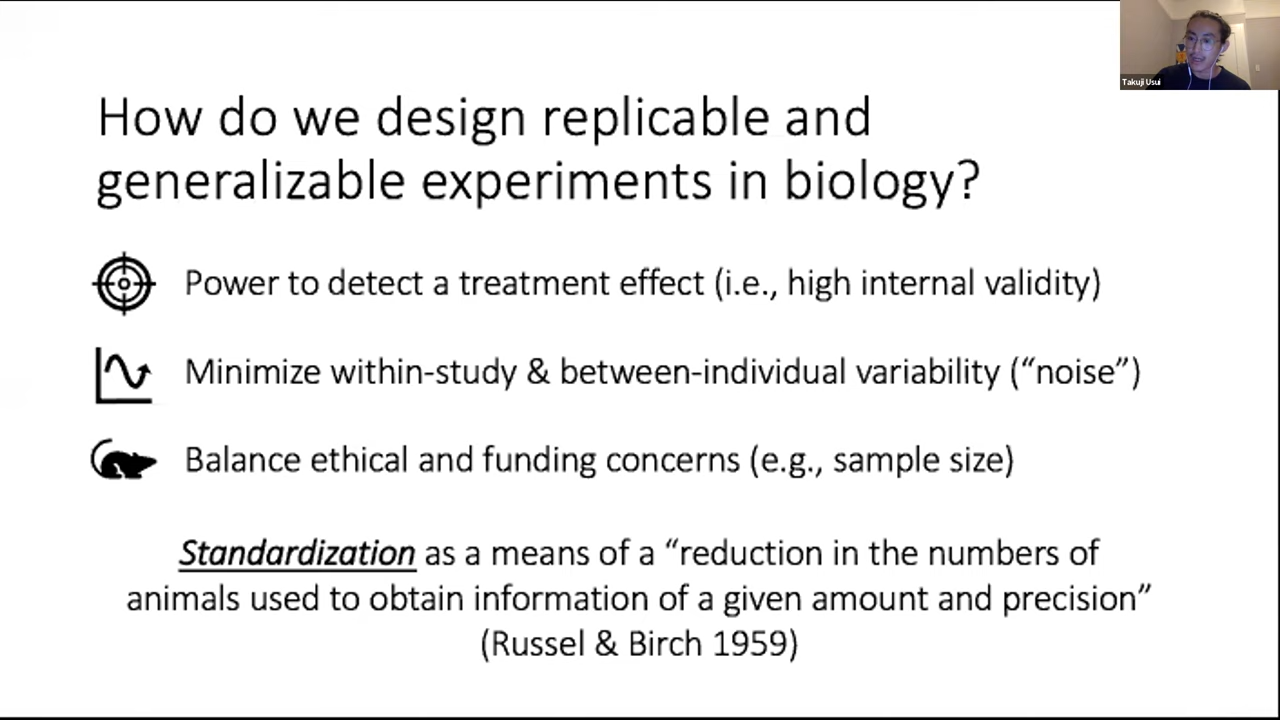 Takuji Usui
How do we design replicable and
generalizable experiments in biology?
Power to detect a treatment effect (i.e., high internal validity)
Minimize within-study & between-individual variability (“noise”)
Balance ethical and funding concerns (e.g., sample size)
Standardization as a means of a “reduction in the numbers of
animals used to obtain information of a given amount and precision”
(Russel & Birch 1959)